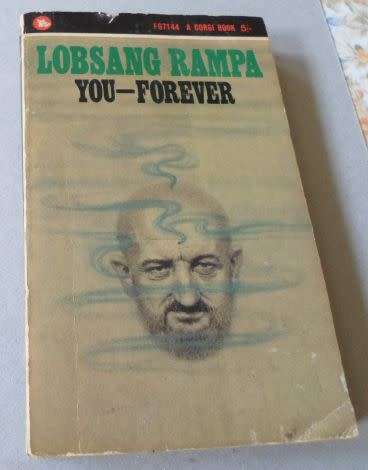 FG7144 A CORGI BOOK 5/-
LOBSANG RAMPA
YOU—FOREVER